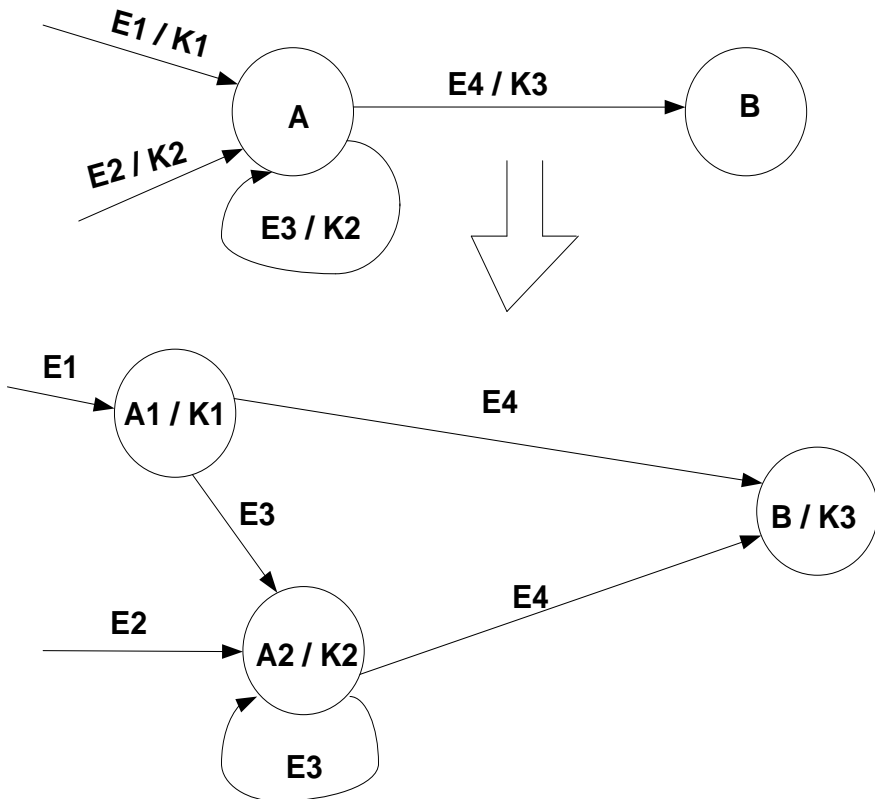 E1 / K1
A
E4 / K3
B
E2 / K2
E3 / K2
E1
A1 / K1
E4
E3
B / K3
E2
E4
A2 / K2
E3